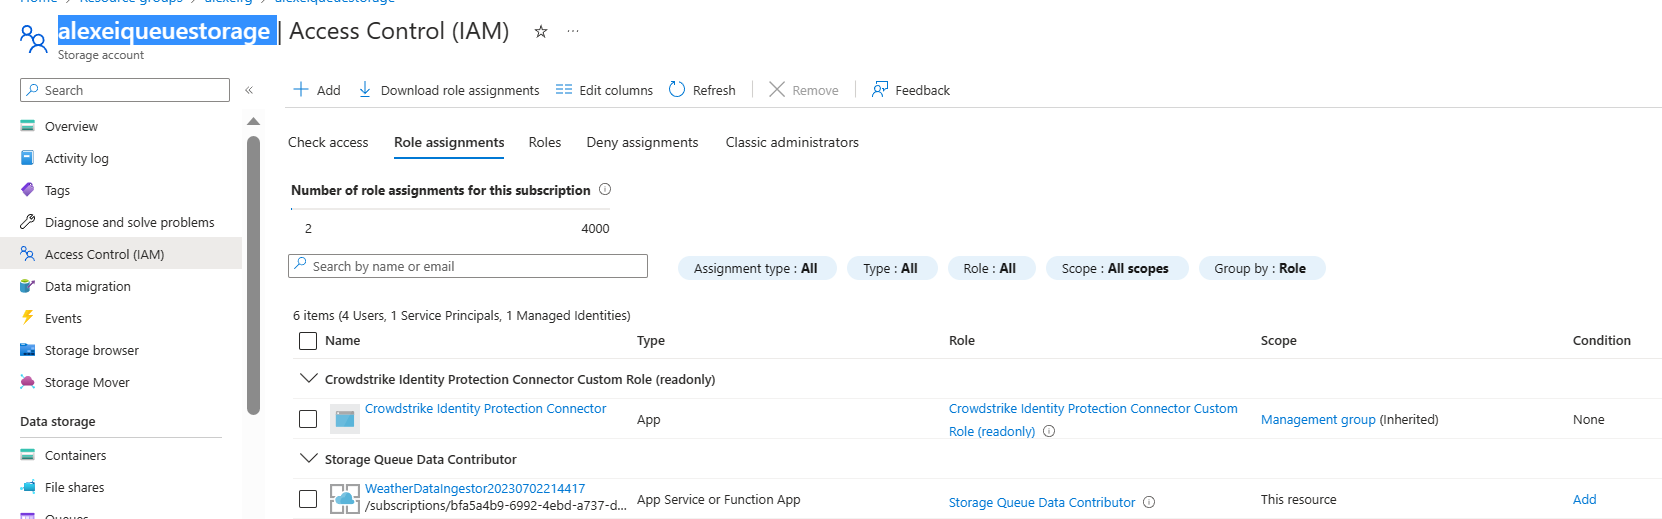 Home > Resource groups > alexeirg > alexeiqueuestorage
alexeiqueuestorage | Access Control (IAM) ☆ ···
Storage account
Search «
Overview
Activity log
Tags
Diagnose and solve problems
Access Control (IAM)
Data migration
Events
Storage browser
Storage Mover
Data storage
Containers
File shares
Queues
Add Download role assignments Edit columns Refresh Remove Feedback
Check access Role assignments Roles Deny assignments Classic administrators
Number of role assignments for this subscription
2 4000
Search by name or email Assignment type : All Type : All Role : All Scope : All scopes Group by : Role
6 items (4 Users, 1 Service Principals, 1 Managed Identities)
Name Type Role Scope Condition
Crowdstrike Identity Protection Connector Custom Role (readonly)
Crowdstrike Identity Protection Connector App Crowdstrike Identity Protection Connector Custom Management group (Inherited) None
Role (readonly)
Storage Queue Data Contributor
WeatherDataIngestor20230702214417
/subscriptions/bfa5a4b9-6992-4ebd-a737-d... App Service or Function App Storage Queue Data Contributor This resource Add